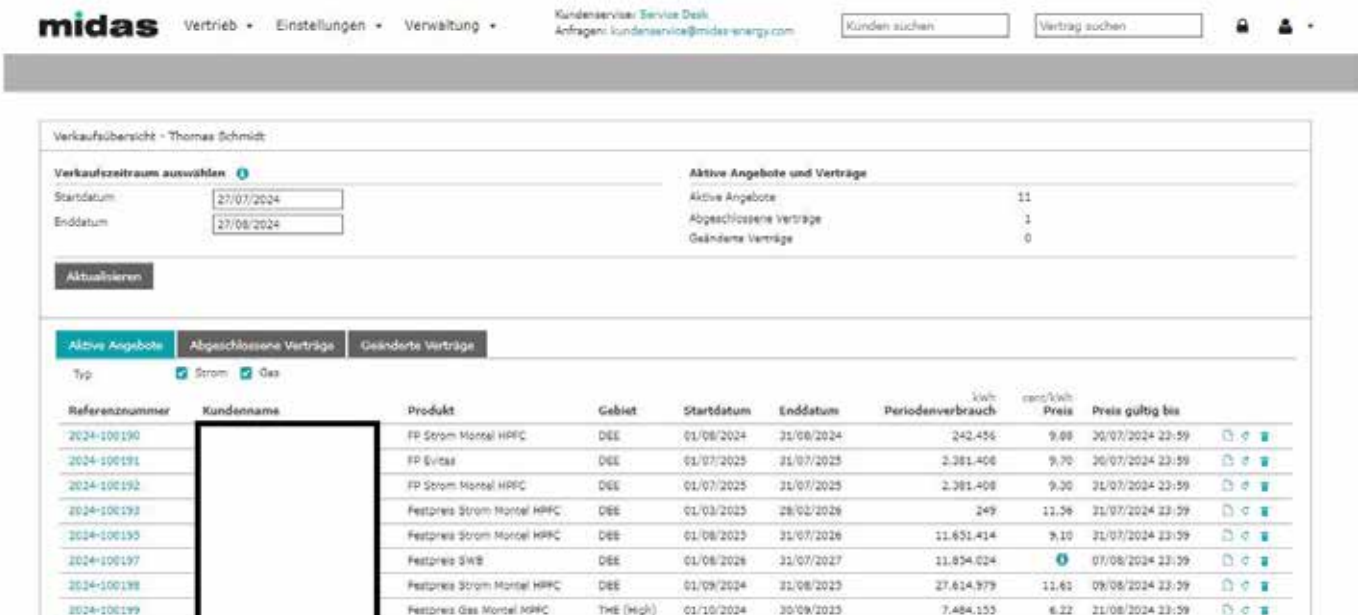 midas Vertrieb Einstellungen Verwaltung
Kundenservice: Service Desk
Anfragen: kundenservice@midas-energy.com
Kunden suchen
Vertrag suchen
Verkaufsübersicht - Thomas Schmidt
Verkaufszeitraum auswählen
Startdatum 27/07/2024
Enddatum 27/08/2024
Aktualisieren
Aktive Angebote und Verträge
Aktive Angebote 11
Abgeschlossene Verträge 1
Geänderte Verträge 0
Aktive Angebote Abgeschlossene Verträge Geänderte Verträge
Typ Strom Gas
kWh cent/kWh
Referenznummer Kundenname Produkt Gebiet Startdatum Enddatum Periodenverbrauch Preis Preis gültig bis
2024-100190 FP Strom Montel HPFC DEE 01/08/2024 31/08/2024 242.456 9,88 30/07/2024 23:59
2024-100191 FP Evitas DEE 01/07/2025 31/07/2025 2.381.408 9,70 30/07/2024 23:59
2024-100192 FP Strom Montel HPFC DEE 01/07/2025 31/07/2025 2.381.408 9,30 31/07/2024 23:59
2024-100193 Festpreis Strom Montel HPFC DEE 01/03/2025 28/02/2026 249 11,56 31/07/2024 23:59
2024-100195 Festpreis Strom Montel HPFC DEE 01/08/2025 31/07/2026 11.651.414 9,10 31/07/2024 23:59
2024-100197 Festpreis SWB DEE 01/08/2026 31/07/2027 11.854.024 07/08/2024 23:59
2024-100198 Festpreis Strom Montel HPFC DEE 01/09/2024 31/08/2025 27.614.979 11,61 09/08/2024 23:59
2024-100199 Festpreis Gas Montel MPFC THE (High) 01/10/2024 30/09/2025 7.484.155 6,22 21/08/2024 23:59